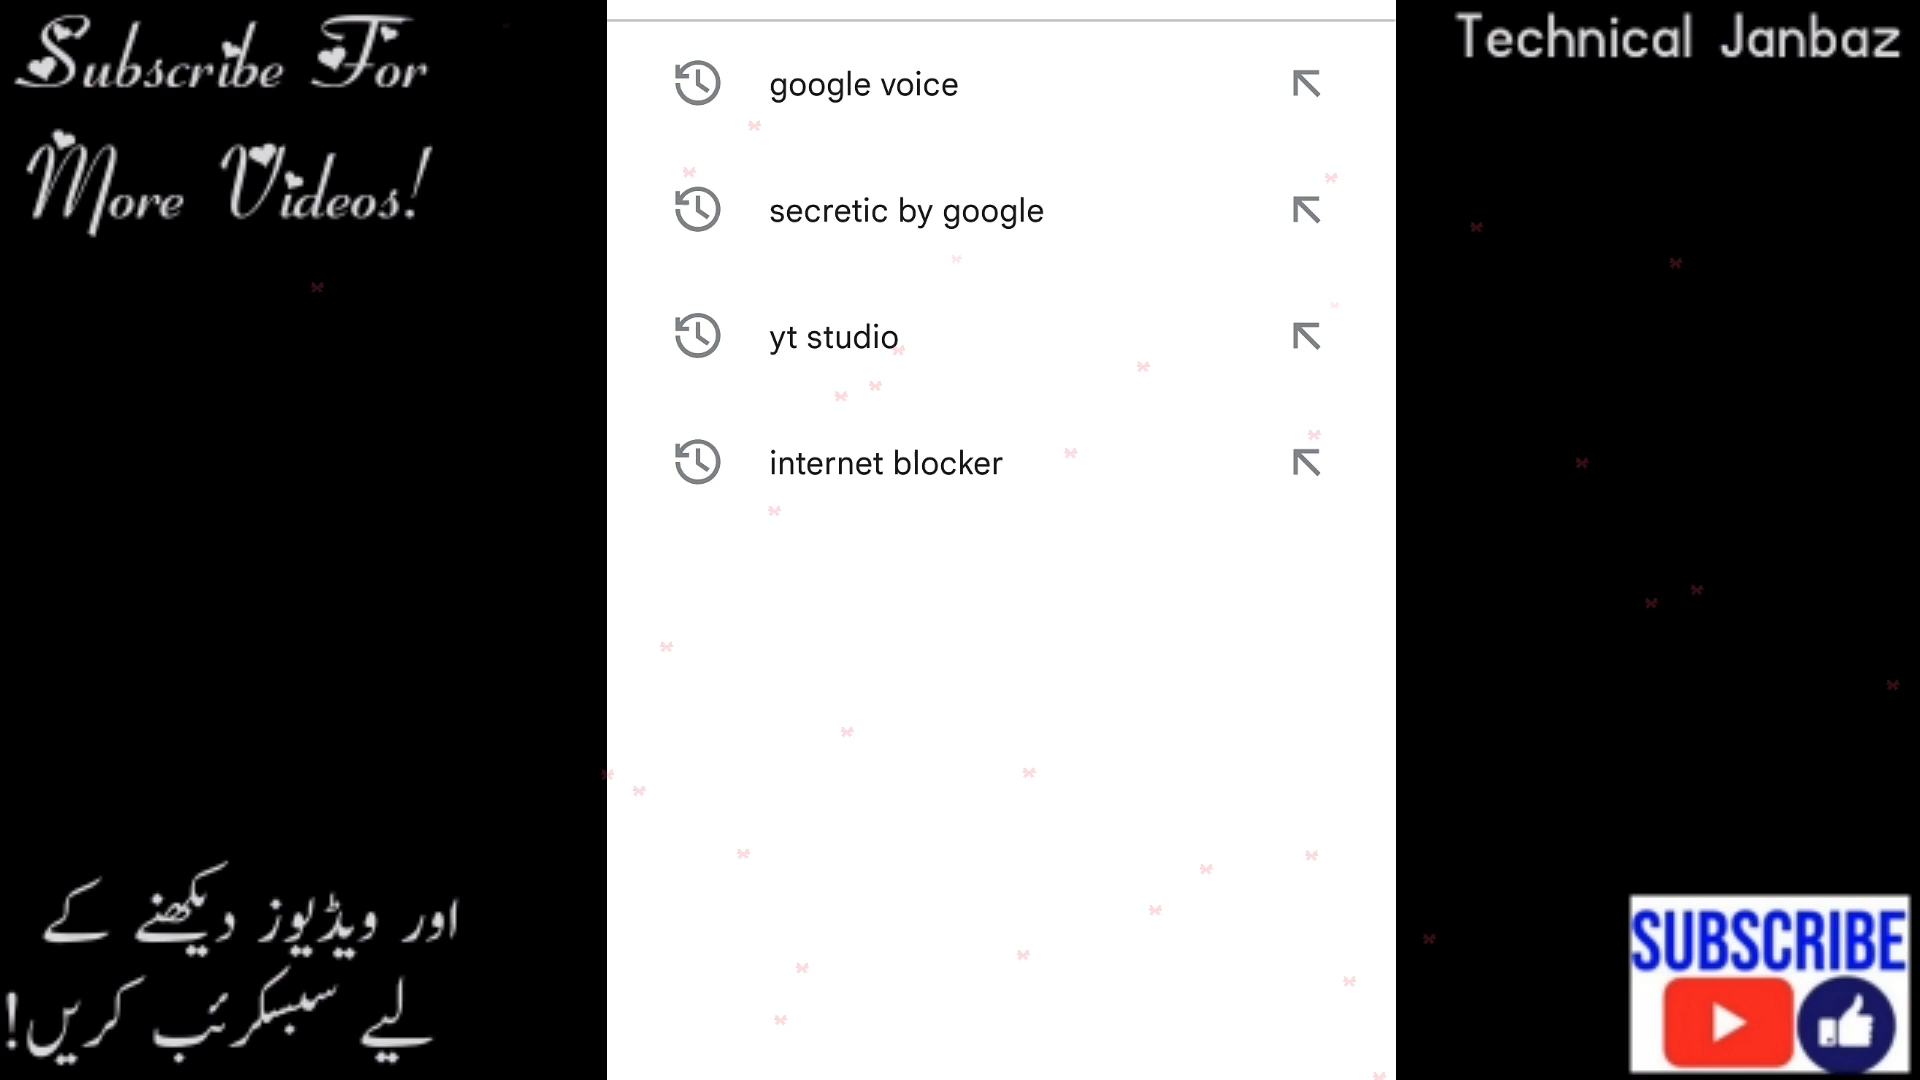 Subscribe For
More Videos!
Technical Janbaz
google voice
secretic by google
yt studio
internet blocker
اور ویڈیوز دیکھنے کے
لیے سبسکرئب کریں!
SUBSCRIBE